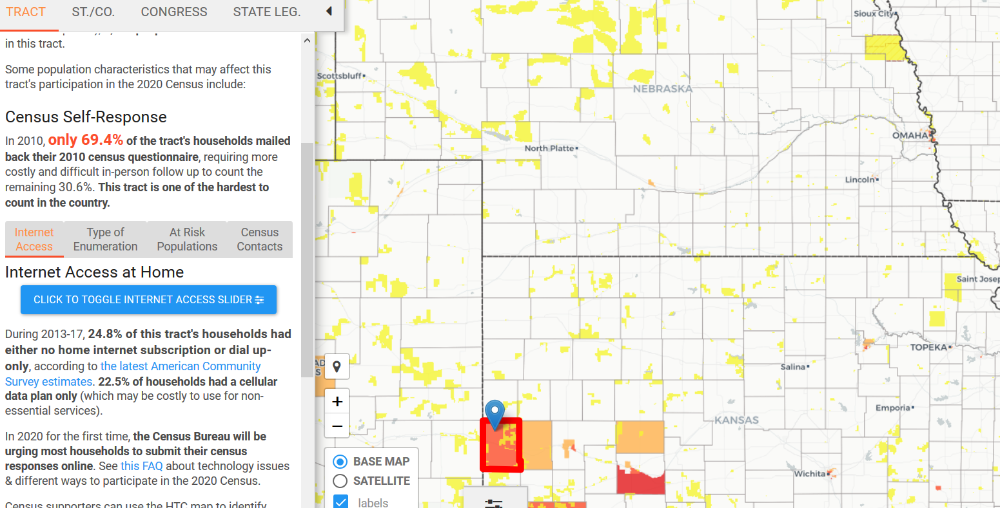 TRACT ST./CO. CONGRESS STATE LEG.
in this tract.
Some population characteristics that may affect this
tract's participation in the 2020 Census include:
Census Self-Response
In 2010, only 69.4% of the tract's households mailed
back their 2010 census questionnaire, requiring more
costly and difficult in-person follow up to count the
remaining 30.6%. This tract is one of the hardest to
count in the country.
Internet Access
Type of Enumeration
At Risk Populations
Census Contacts
Internet Access at Home
CLICK TO TOGGLE INTERNET ACCESS SLIDER
During 2013-17, 24.8% of this tract's households had
either no home internet subscription or dial up-
only, according to the latest American Community
Survey estimates. 22.5% of households had a cellular
data plan only (which may be costly to use for non-
essential services).
In 2020 for the first time, the Census Bureau will be
urging most households to submit their census
responses online. See this FAQ about technology issues
& different ways to participate in the 2020 Census.
Census supporters can use the HTC map to identify
Sioux City
Scottsbluff
NEBRASKA
OMAHA
North Platte
Lincoln
Saint Josep
TOPEKA
Salina
Emporia
KANSAS
Wichita
AD
S
+
−
BASE MAP
SATELLITE
labels